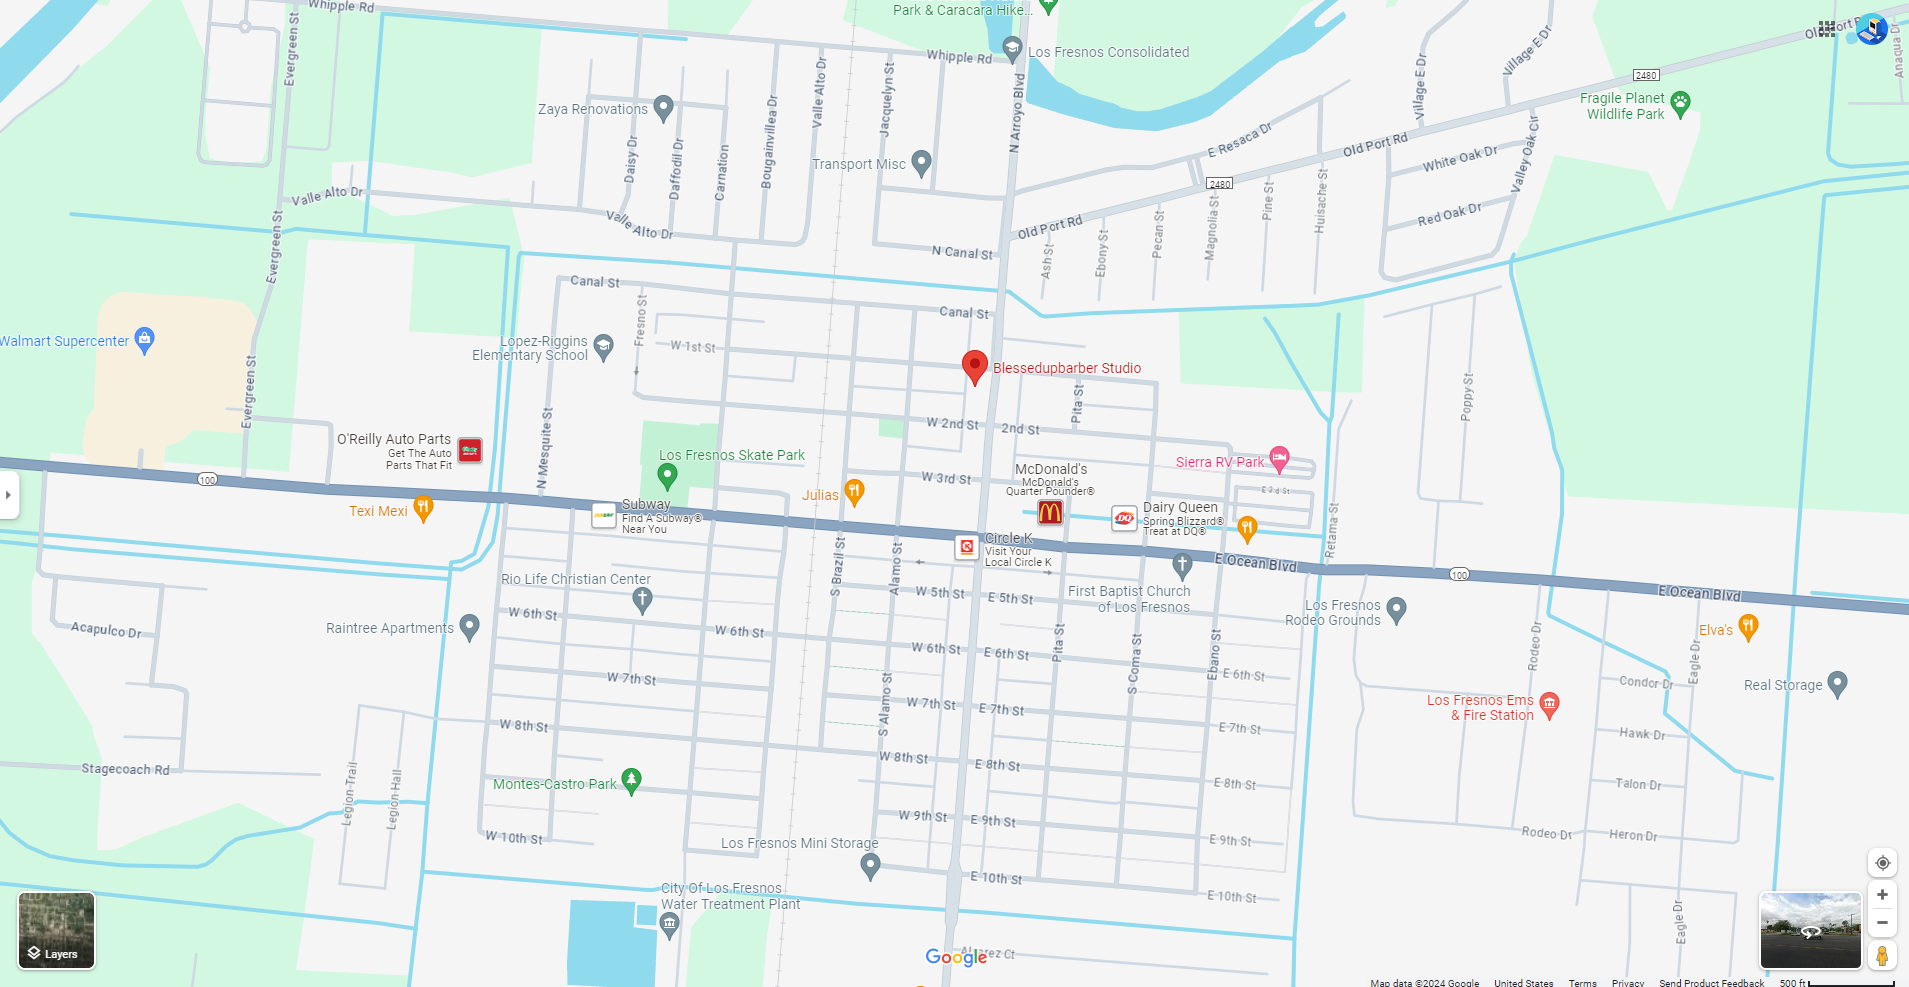 Whipple Rd
Park & Caracara Hike...
Evergreen St
Whipple Rd
Los Fresnos Consolidated
Old Port R
Anaqua Dr
Village E Dr
Village E Dr
2480
Fragile Planet
Wildlife Park
Zaya Renovations
Valle Alto Dr
Jacquelyn St
N Arroyo Blvd
E Resaca Dr
Old Port Rd
White Oak Dr
Valley Oak Cir
Daisy Dr
Daffodil Dr
Carnation
Bougainvillea Dr
Transport Misc
2480
Valle Alto Dr
Valle Alto Dr
Evergreen St
Old Port Rd
Ash St
Ebony St
Pecan St
Magnolia St
Pine St
Huisache St
Red Oak Dr
N Canal St
Canal St
Canal St
Fresno St
Walmart Supercenter
Lopez-Riggins
Elementary School
W 1st St
Blessedupbarber Studio
Evergreen St
Pita St
Poppy St
N Mesquite St
W 2nd St
2nd St
O'Reilly Auto Parts
Get The Auto
Parts That Fit
Los Fresnos Skate Park
Sierra RV Park
100
W 3rd St
McDonald's
McDonald's
Quarter Pounder®
E 3rd St
Julias
Texi Mexi
Subway
Find A Subway®
Near You
Dairy Queen
Spring Blizzard®
Treat at DQ®
Retama St
Circle K
Visit Your
Local Circle K
E Ocean Blvd
100
E Ocean Blvd
S Brazil St
Alamo St
Rio Life Christian Center
W 5th St
E 5th St
First Baptist Church
of Los Fresnos
Los Fresnos
Rodeo Grounds
W 6th St
W 6th St
Raintree Apartments
Acapulco Dr
Elva's
W 6th St
E 6th St
Pita St
S Coma St
Ebano St
E 6th St
Rodeo Dr
Eagle Dr
W 7th St
Condor Dr
Real Storage
S Alamo St
W 7th St
E 7th St
E 7th St
Los Fresnos Ems
& Fire Station
W 8th St
Hawk Dr
W 8th St
E 8th St
E 8th St
Stagecoach Rd
Legion Trail
Legion Hall
Montes-Castro Park
Talon Dr
W 9th St
E 9th St
E 9th St
Rodeo Dr
Heron Dr
W 10th St
Los Fresnos Mini Storage
E 10th St
E 10th St
City Of Los Fresnos
Water Treatment Plant
Eagle Dr
Layers
Google
Alvarez Ct
Map data ©2024 Google
United States
Terms
Privacy
Send Product Feedback
500 ft